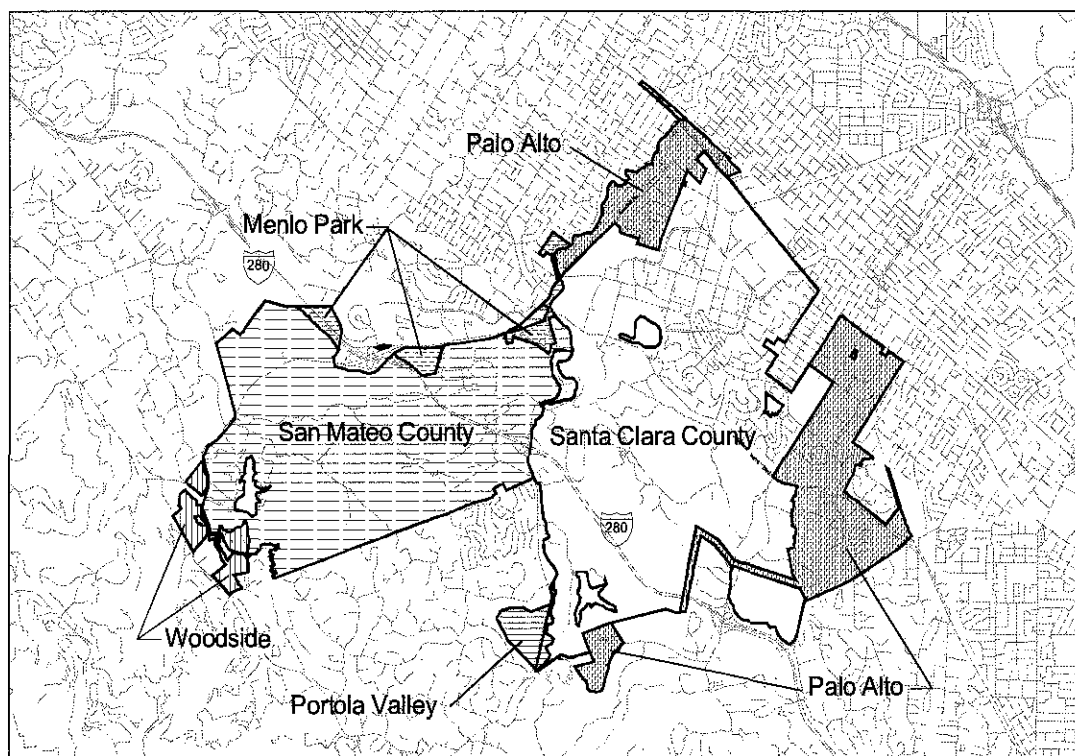 Palo Alto
Menlo Park
280
San Mateo County
Santa Clara County
280
Woodside
Portola Valley
Palo Alto